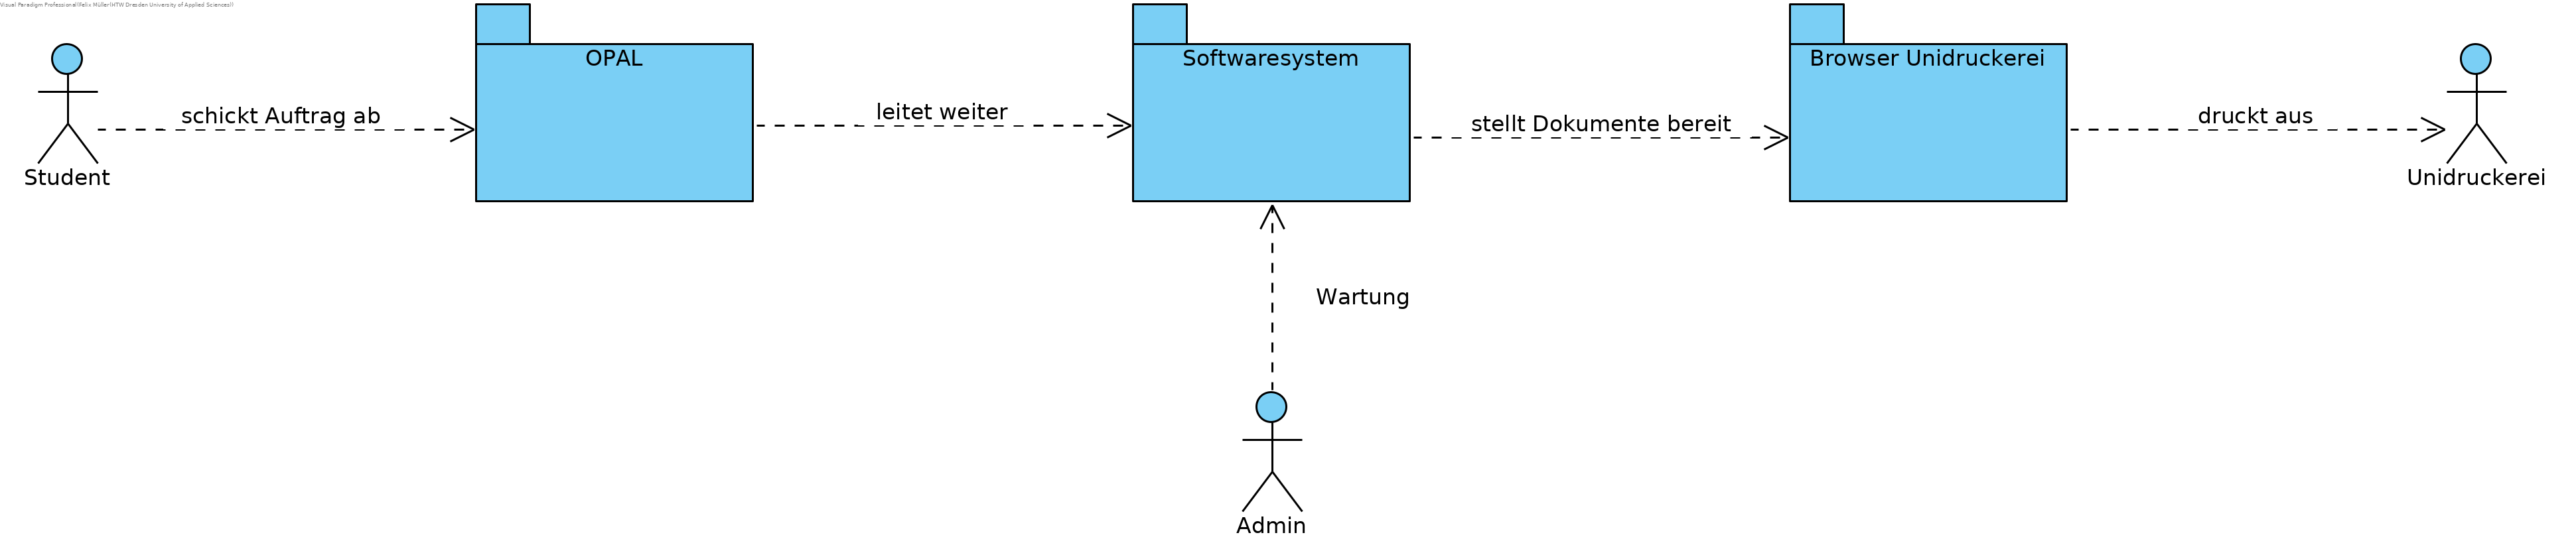 Visual Paradigm Professional(Felix Müller(HTW Dresden University of Applied Sciences))
OPAL
Softwaresystem
Browser Unidruckerei
schickt Auftrag ab
leitet weiter
stellt Dokumente bereit
druckt aus
Student
Unidruckerei
Wartung
Admin